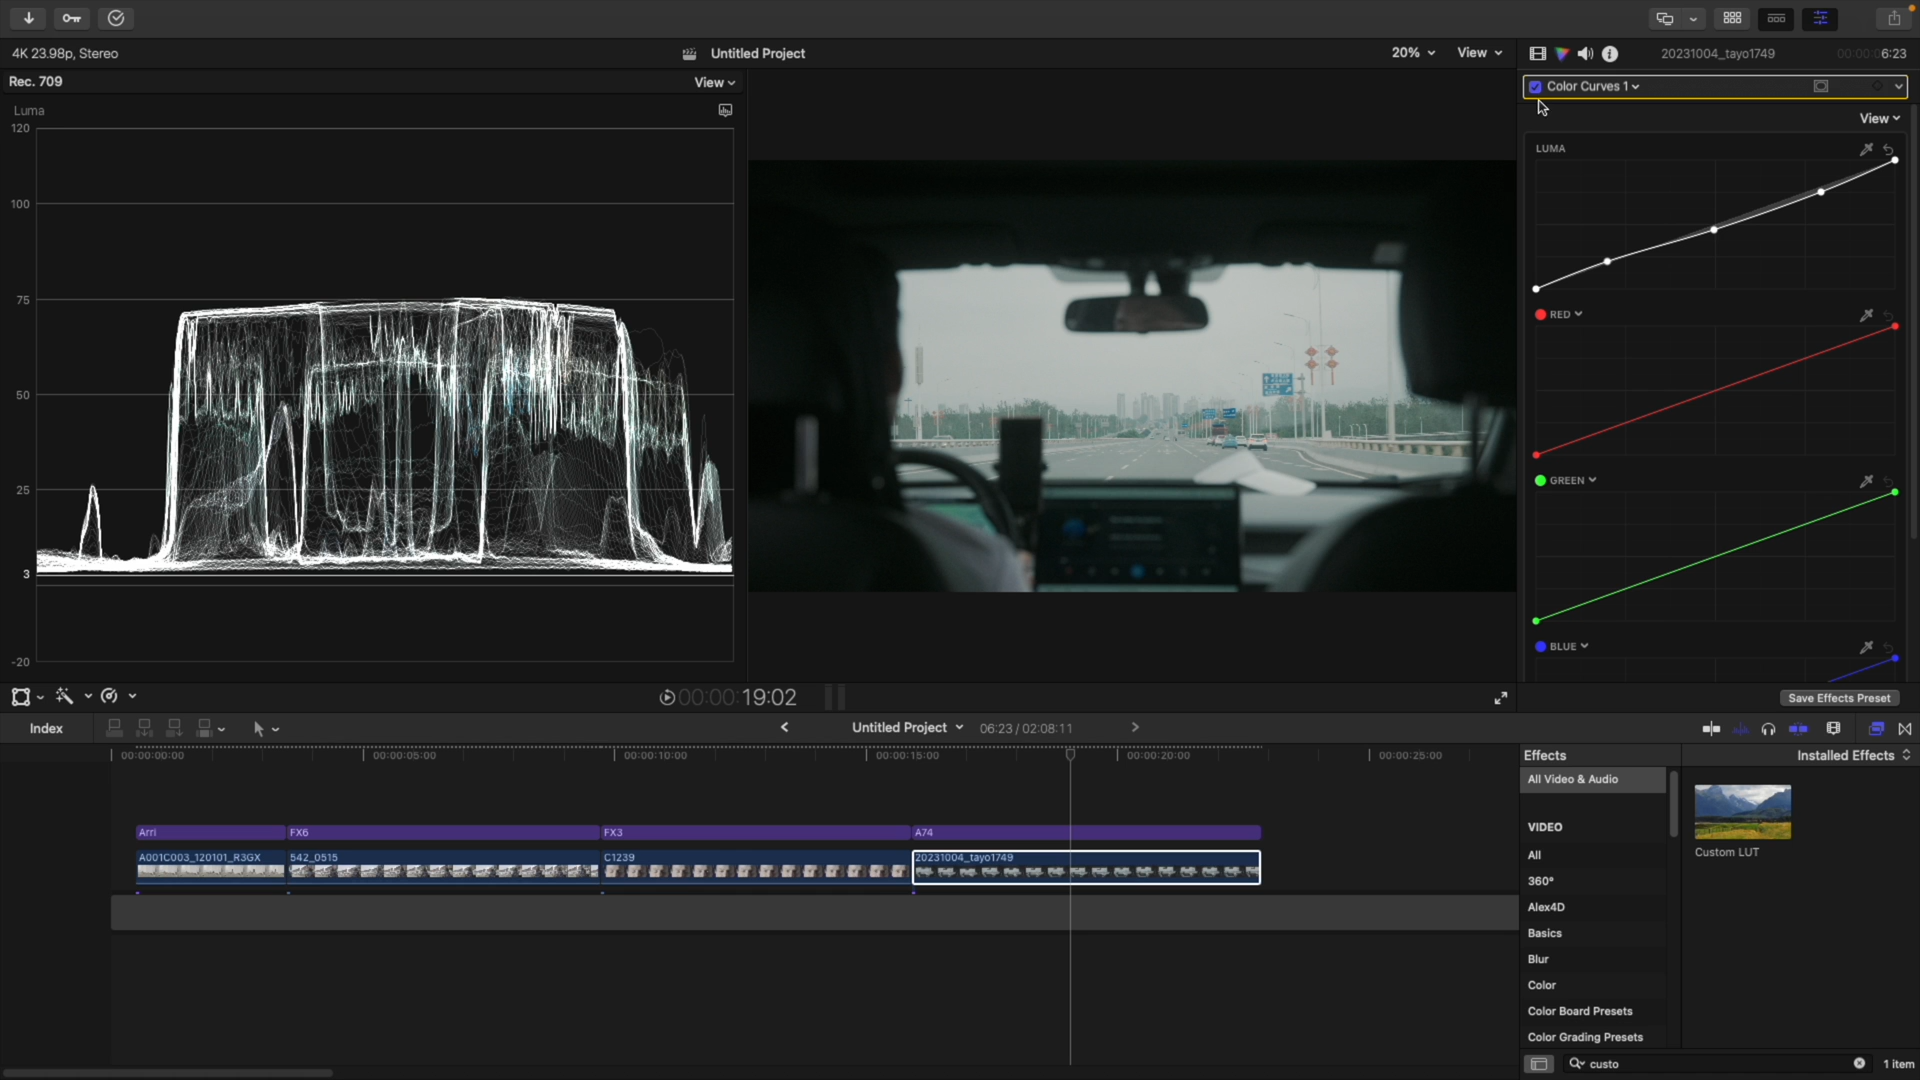 4K 23.98p, Stereo
Untitled Project
20%
View
20231004_tayo1749
00:00:06:23
Rec. 709
View
Color Curves 1
View
Luma
120
100
75
50
25
3
-20
LUMA
RED
GREEN
BLUE
00:00:19:02
Save Effects Preset
Index
Untitled Project
06:23 / 02:08:11
00:00:00:00
00:00:05:00
00:00:10:00
00:00:15:00
00:00:20:00
00:00:25:00
Effects
Installed Effects
All Video & Audio
VIDEO
All
360°
Alex4D
Basics
Blur
Color
Color Board Presets
Color Grading Presets
Custom LUT
Arri
FX6
FX3
A74
A001C003_120101_R3GX
542_0515
C1239
20231004_tayo1749
custo
1 item